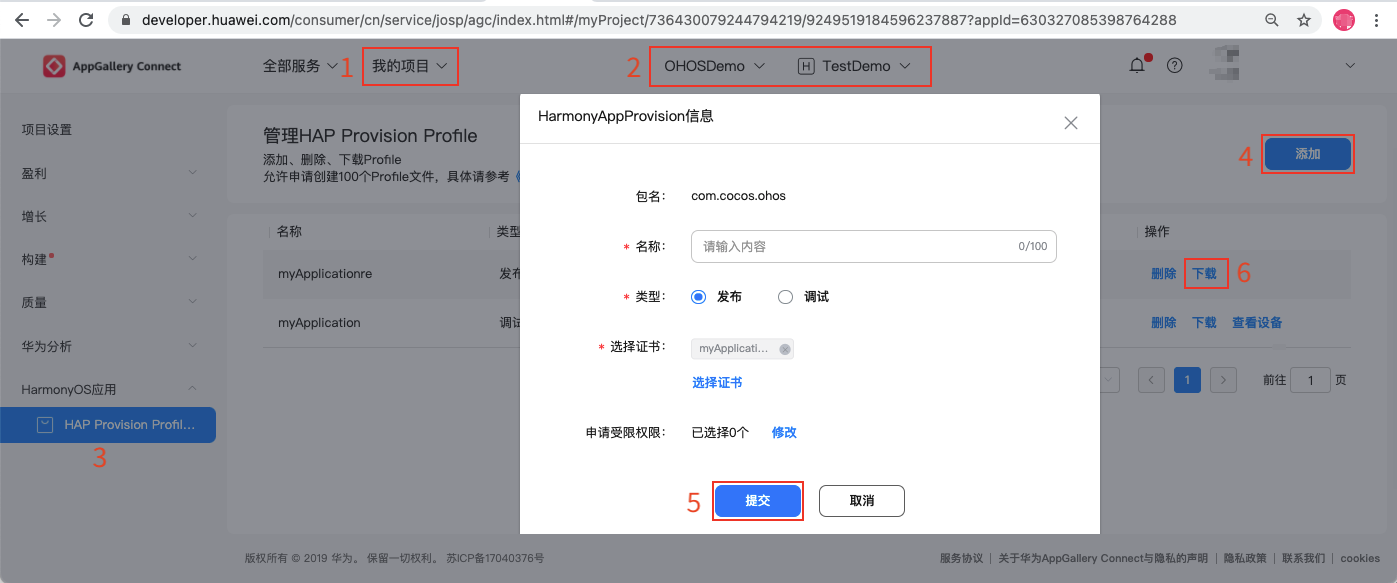 developer.huawei.com/consumer/cn/service/josp/agc/index.html#/myProject/736430079244794219/9249519184596237887?appId=630327085398764288
AppGallery Connect 全部服务 1 我的项目 2 OHOSDemo H TestDemo
项目设置
盈利
增长
构建
质量
华为分析
HarmonyOS应用
HAP Provision Profil...
3
管理HAP Provision Profile
添加、删除、下载Profile
允许申请创建100个Profile文件，具体请参考
4 添加
名称 类型 操作
myApplicationre 发布 删除 下载 6
myApplication 调试 删除 下载 查看设备
1 前往 1 页
HarmonyAppProvision信息
包名： com.cocos.ohos
* 名称： 请输入内容 0/100
* 类型： 发布 调试
* 选择证书： myApplicati...
选择证书
申请受限权限： 已选择0个 修改
5 提交 取消
版权所有 © 2019 华为。 保留一切权利。 苏ICP备17040376号
服务协议 | 关于华为AppGallery Connect与隐私的声明 | 隐私政策 | 联系我们 | cookies